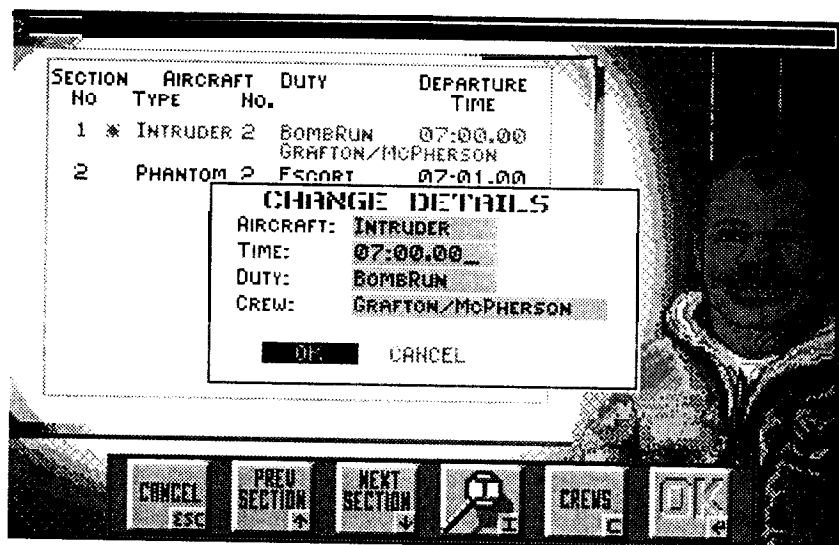 SECTION AIRCRAFT DUTY DEPARTURE
NO TYPE NO. TIME
1 * INTRUDER 2 BOMBRUN 07:00.00
GRAFTON/MCPHERSON
2 PHANTOM 2 ESCORT 07:01.00
CHANGE DETAILS
AIRCRAFT: INTRUDER
TIME: 07:00.00_
DUTY: BOMBRUN
CREW: GRAFTON/MCPHERSON
OK CANCEL
CANCEL ESC
PREV SECTION ↑
NEXT SECTION ↓
I I
CREWS C
OK ↵